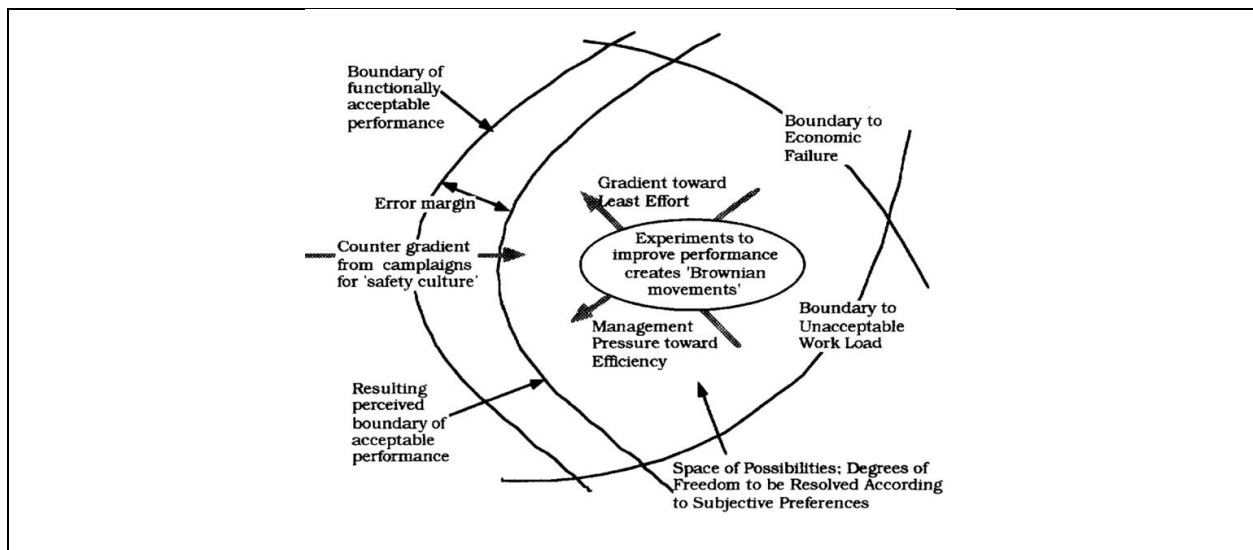 Boundary of
functionally
acceptable
performance
Boundary to
Economic
Failure
Gradient toward
Least Effort
Error margin
Experiments to
improve performance
creates 'Brownian
movements'
Counter gradient
from camplaigns
for 'safety culture'
Boundary to
Unacceptable
Work Load
Management
Pressure toward
Efficiency
Resulting
perceived
boundary of
acceptable
performance
Space of Possibilities; Degrees of
Freedom to be Resolved According
to Subjective Preferences